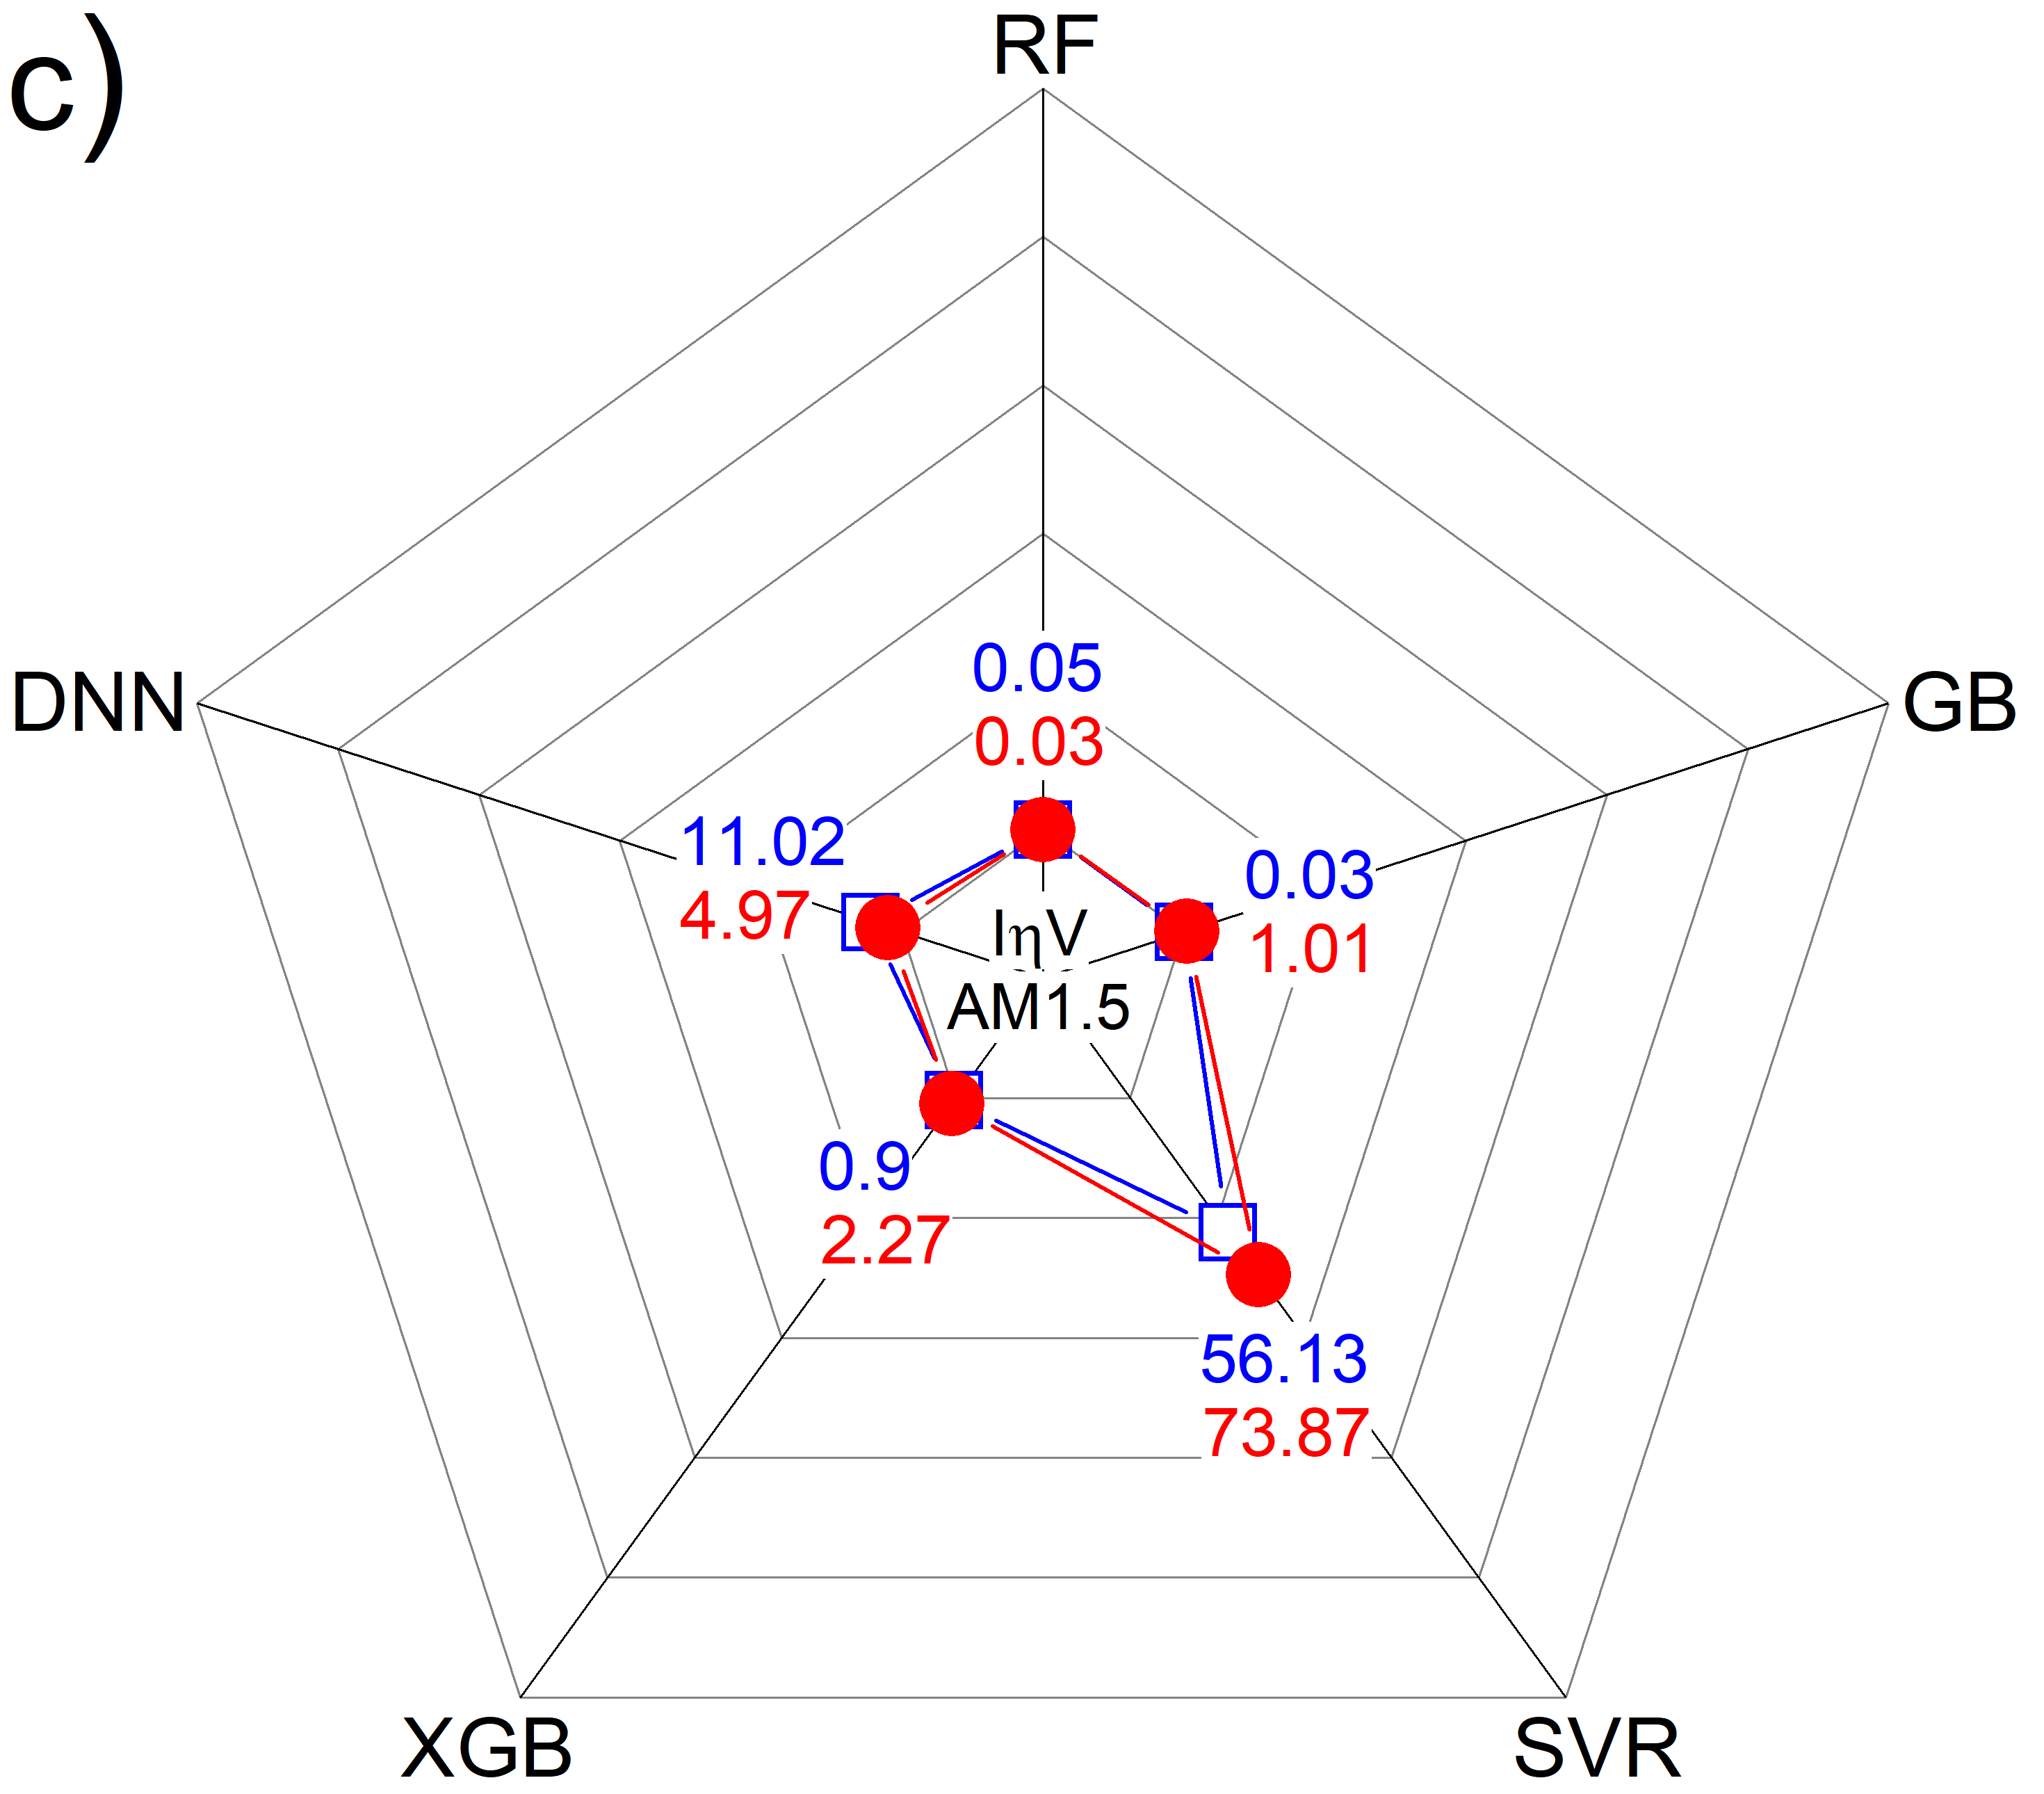 c)
RF
DNN
GB
0.05
0.03
11.02
4.97
0.03
1.01
IηV
AM1.5
0.9
2.27
56.13
73.87
XGB
SVR